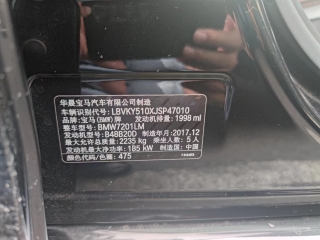 华晨宝马汽车有限公司制造
车辆识别代号: LBVKY510XJSP47010
品牌: 宝马(BMW)牌 发动机排量: 1998 ml
整车型号: BMW7201LM
发动机型号: B48B20D 制造年月: 2017.12
最大允许总质量: 2235 kg 乘坐人数: 5 人
发动机最大净功率: 185 kW 制造国: 中国
颜色代码/色圈: 475